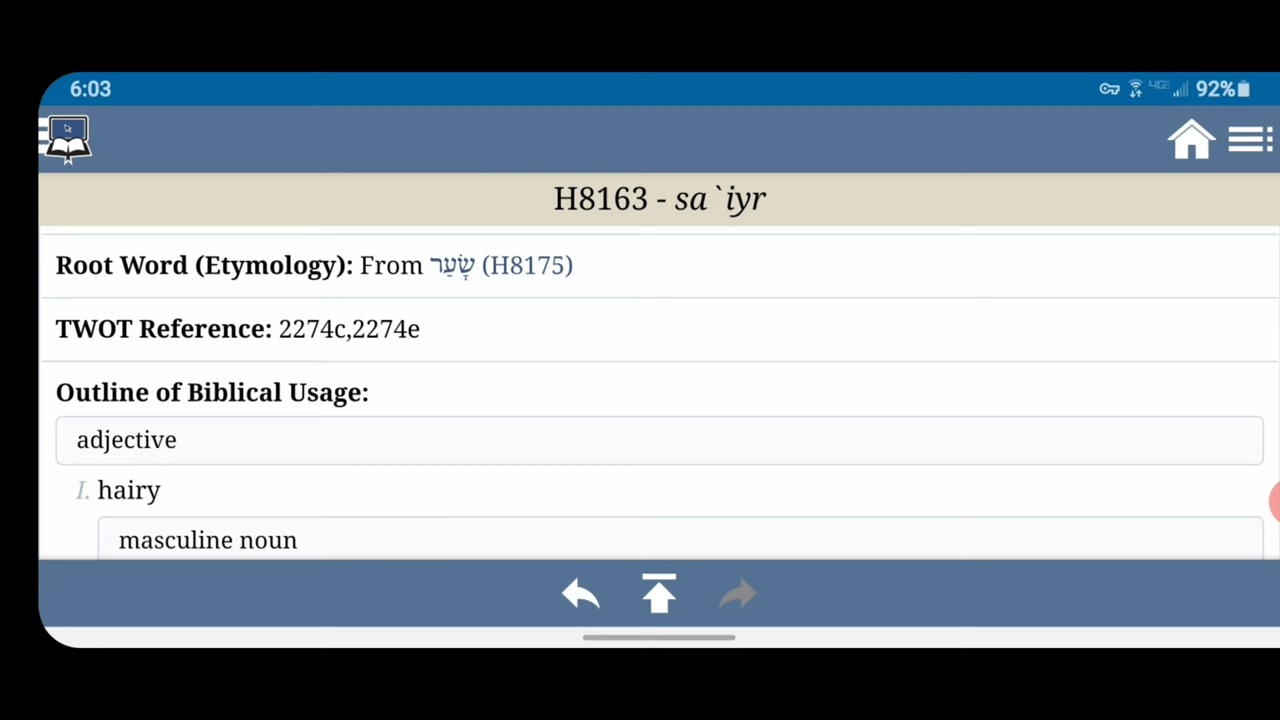 6:03
4GE 92%
H8163 - sa`iyr
Root Word (Etymology): From שָׂעַר (H8175)
TWOT Reference: 2274c,2274e
Outline of Biblical Usage:
adjective
I. hairy
masculine noun